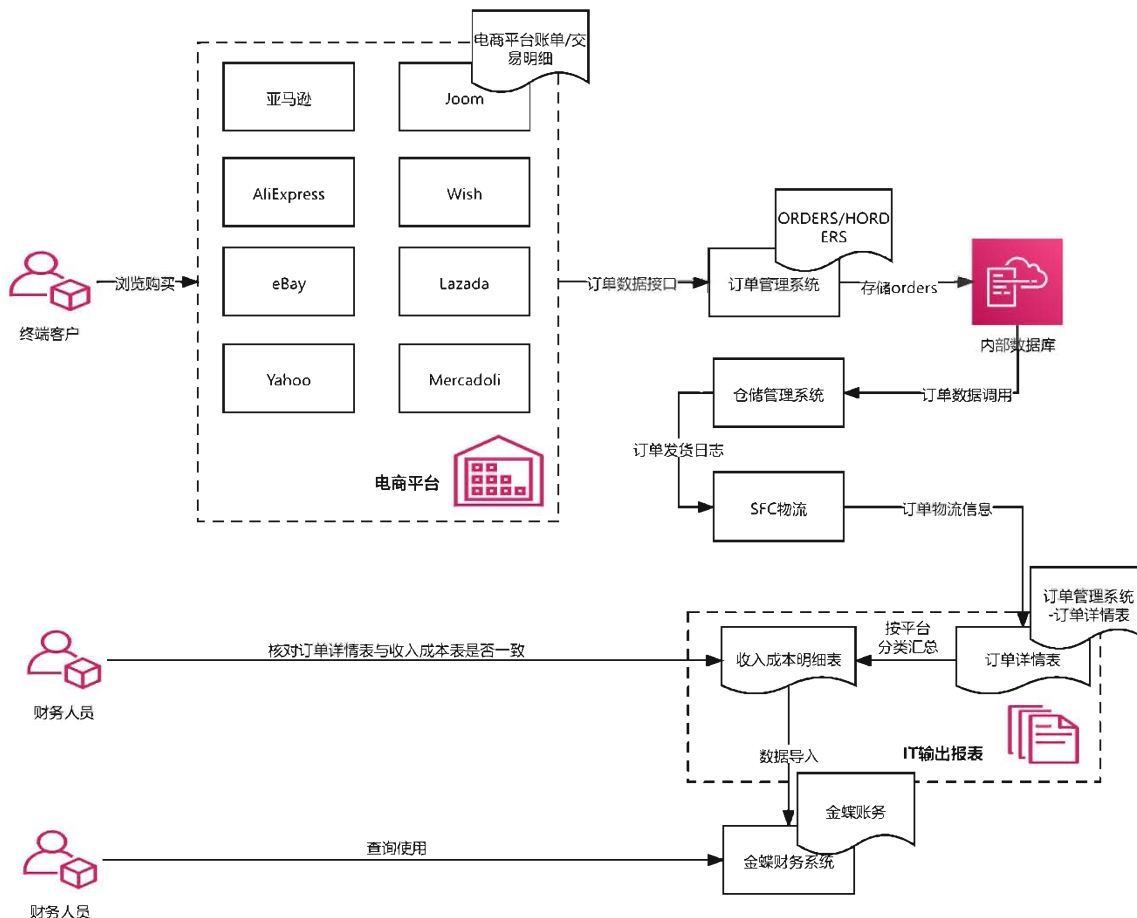 电商平台账单/交
易明细
亚马逊
Joom
AliExpress
Wish
ORDERS/HORD
ERS
浏览购买
eBay
Lazada
订单数据接口
订单管理系统
存储orders
终端客户
内部数据库
Yahoo
Mercadoli
仓储管理系统
订单数据调用
订单发货日志
电商平台
SFC物流
订单物流信息
订单管理系统
-订单详情表
按平台
分类汇总
核对订单详情表与收入成本表是否一致
收入成本明细表
订单详情表
财务人员
数据导入
IT输出报表
金蝶账务
查询使用
金蝶财务系统
财务人员